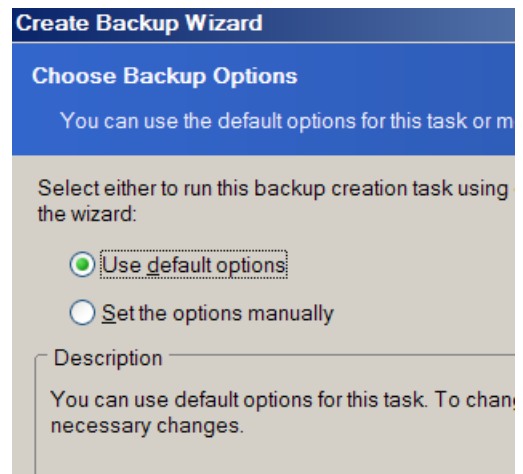 Create Backup Wizard
Choose Backup Options
You can use the default options for this task or m
Select either to run this backup creation task using
the wizard:
Use default options
Set the options manually
Description
You can use default options for this task. To chang
necessary changes.